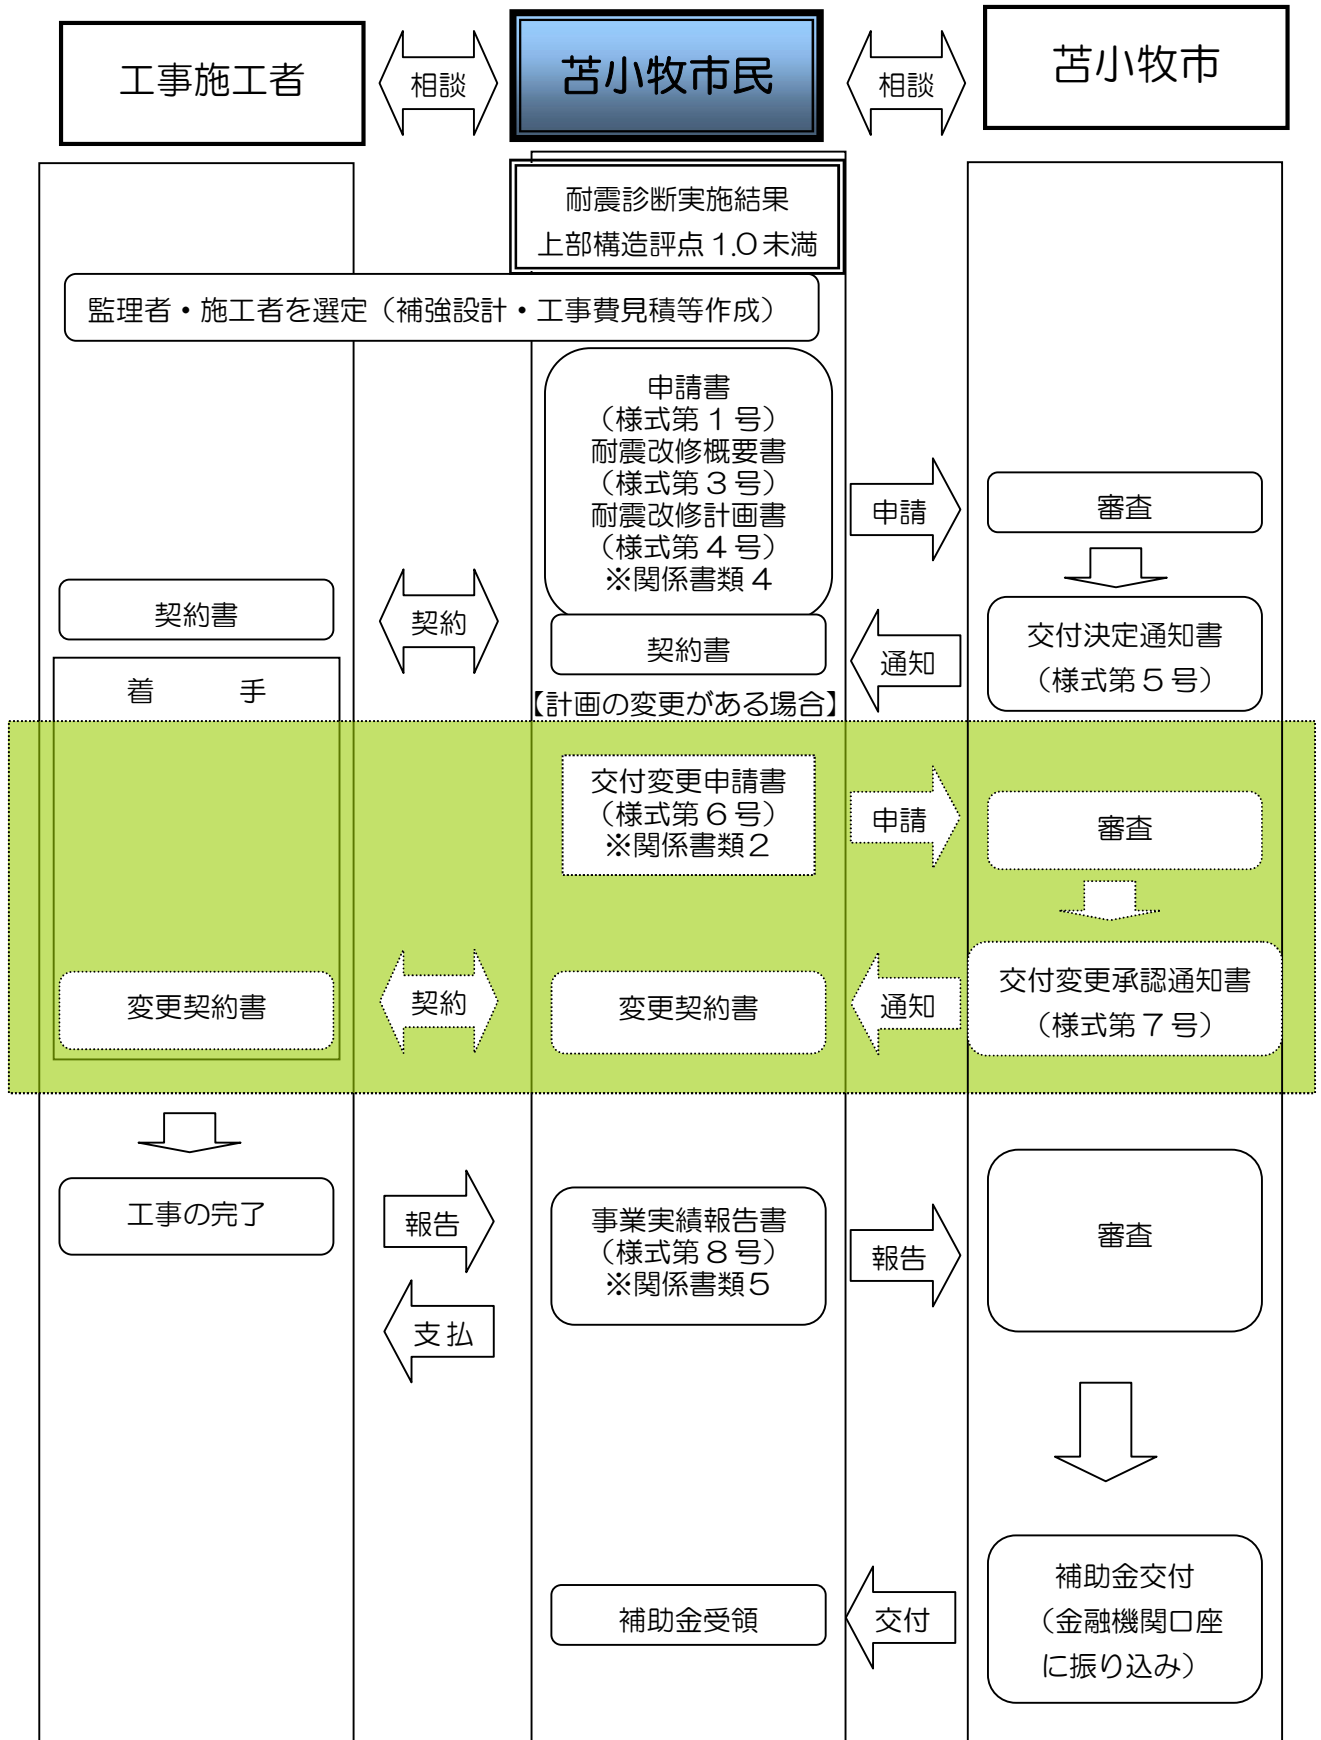 工事施工者
相談
苫小牧市民
相談
苫小牧市
耐震診断実施結果
上部構造評点1.0未満
監理者・施工者を選定（補強設計・工事費見積等作成）
申請書
（様式第１号）
耐震改修概要書
（様式第３号）
耐震改修計画書
（様式第４号）
※関係書類４
申請
審査
契約書
契約
契約書
通知
交付決定通知書
（様式第５号）
着　手
【計画の変更がある場合】
交付変更申請書
（様式第６号）
※関係書類２
申請
審査
変更契約書
契約
変更契約書
通知
交付変更承認通知書
（様式第７号）
工事の完了
報告
事業実績報告書
（様式第８号）
※関係書類５
報告
審査
支払
補助金受領
交付
補助金交付
（金融機関口座
に振り込み）